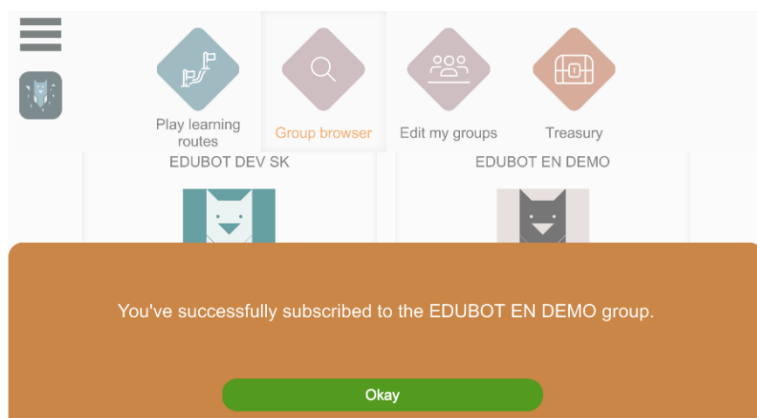 Play learning
routes
Group browser
Edit my groups
Treasury
EDUBOT DEV SK
EDUBOT EN DEMO
You've successfully subscribed to the EDUBOT EN DEMO group.
Okay